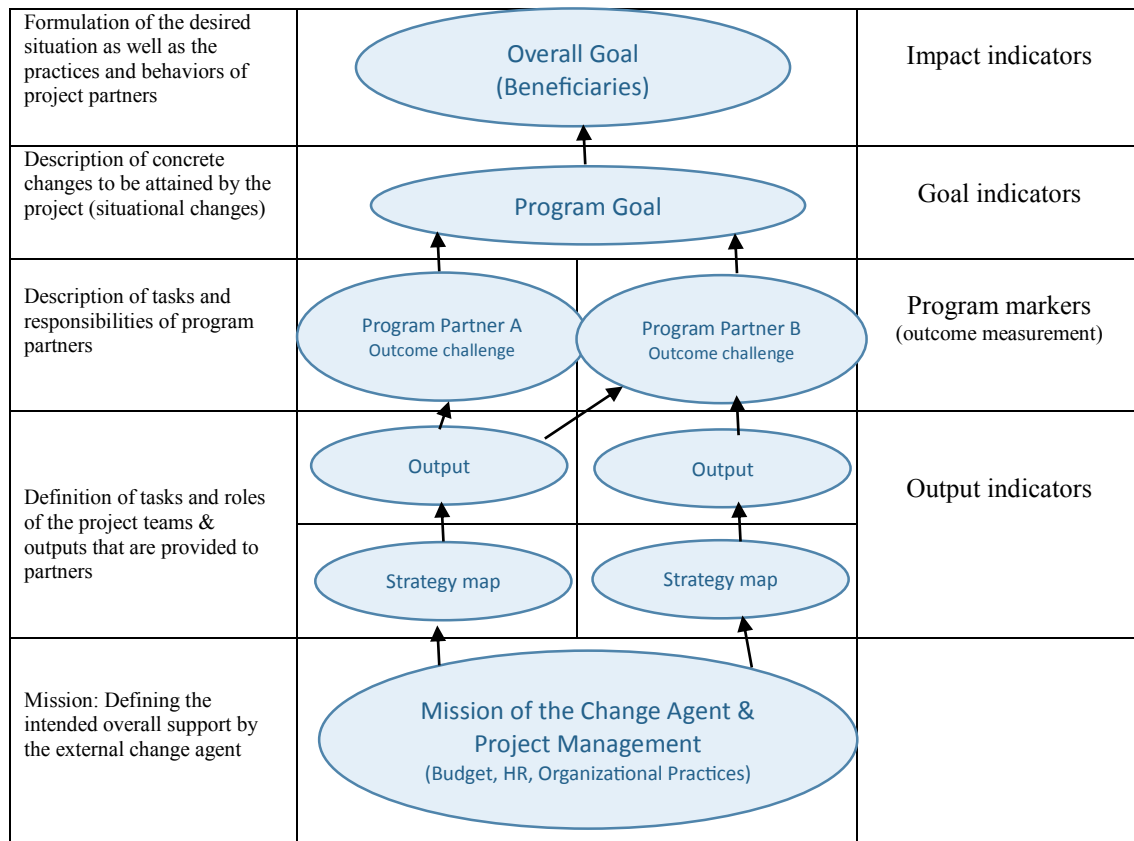 Formulation of the desired
situation as well as the
practices and behaviors of
project partners
Overall Goal
(Beneficiaries)
Impact indicators
Description of concrete
changes to be attained by the
project (situational changes)
Program Goal
Goal indicators
Description of tasks and
responsibilities of program
partners
Program Partner A
Outcome challenge
Program Partner B
Outcome challenge
Program markers
(outcome measurement)
Definition of tasks and roles
of the project teams &
outputs that are provided to
partners
Output
Output
Strategy map
Strategy map
Output indicators
Mission: Defining the
intended overall support by
the external change agent
Mission of the Change Agent &
Project Management
(Budget, HR, Organizational Practices)